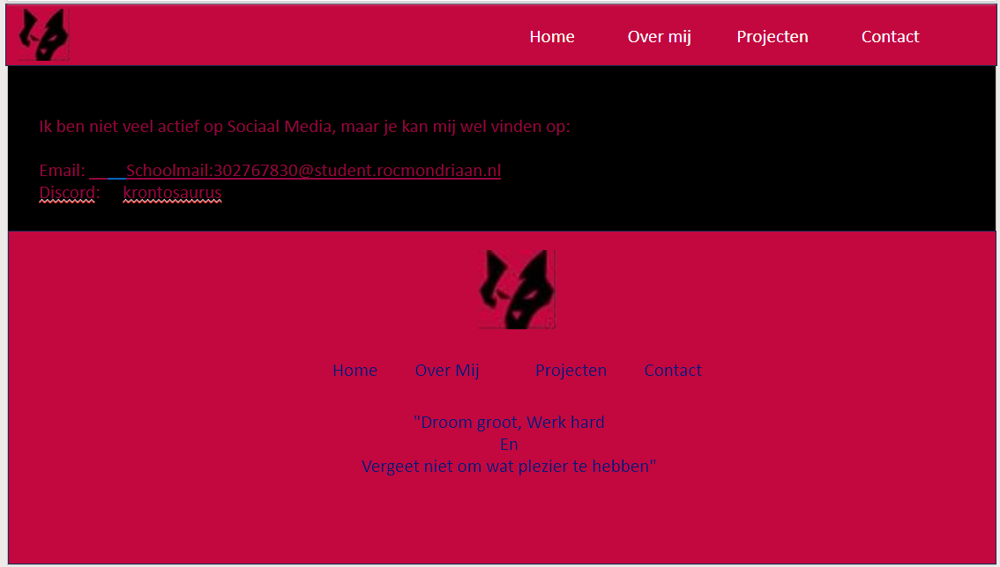 Home Over mij Projecten Contact
Ik ben niet veel actief op Sociaal Media, maar je kan mij wel vinden op:
Email: Schoolmail:302767830@student.rocmondriaan.nl
Discord: krontosaurus
Home Over Mij Projecten Contact
"Droom groot, Werk hard
En
Vergeet niet om wat plezier te hebben"